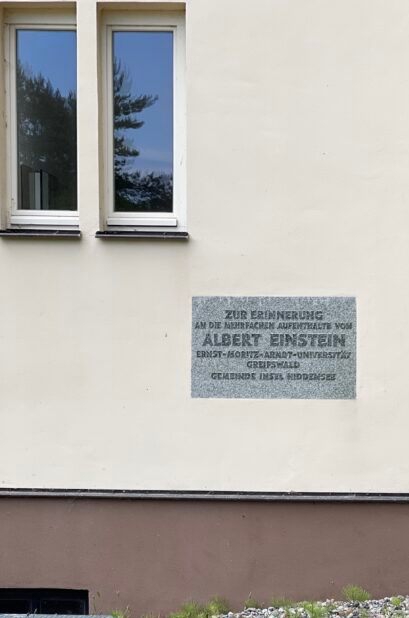 ZUR ERINNERUNG
AN DIE MEHRFACHEN AUFENTHALTE VON
ALBERT EINSTEIN
ERNST-MORITZ-ARNDT-UNIVERSITÄT
GREIFSWALD
GEMEINDE INSEL HIDDENSEE